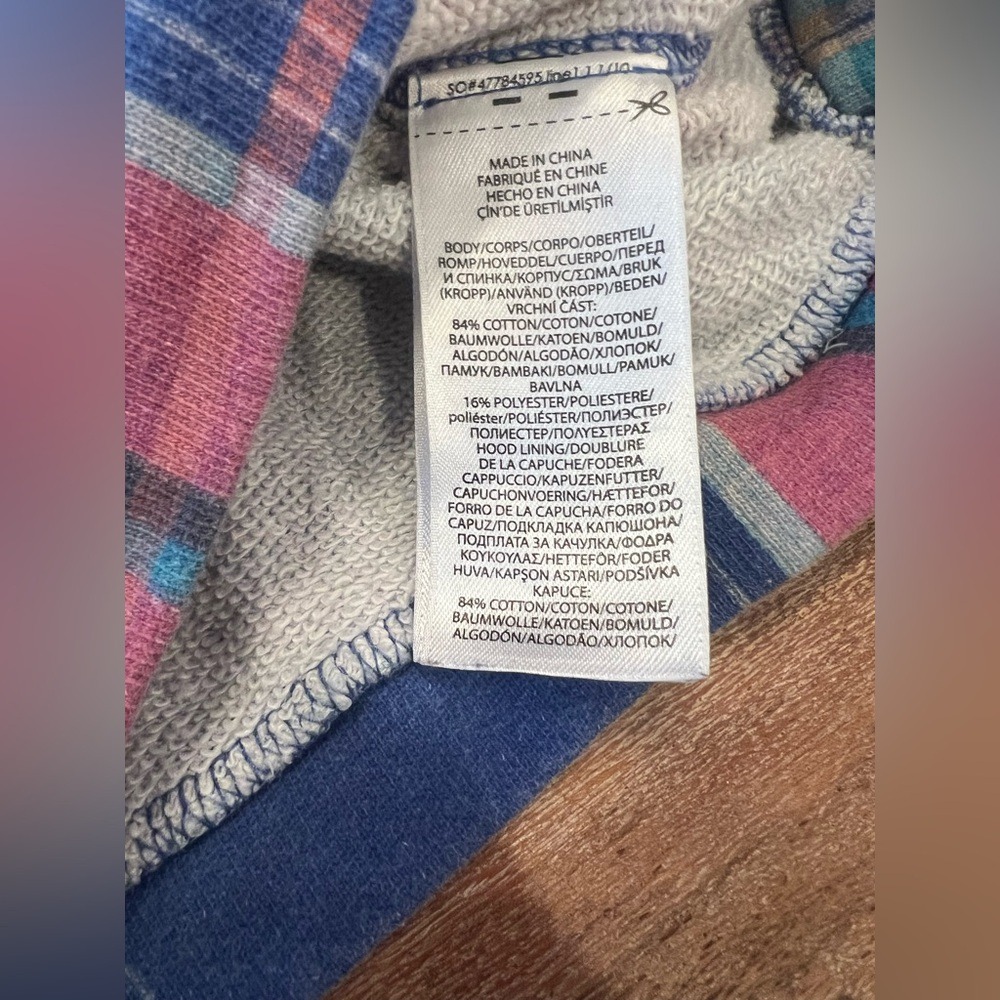 SO#47784595 line1
MADE IN CHINA
FABRIQUÉ EN CHINE
HECHO EN CHINA
ÇİN'DE ÜRETİLMİŞTİR
BODY/CORPS/CORPO/OBERTEIL/
ROMP/HOVEDDEL/CUERPO/ПЕРЕД
И СПИНКА/КОРПУС/ΣΩΜΑ/BRUK
(KROPP)/ANVÄND (KROPP)/BEDEN/
VRCHNÍ ČÁST:
84% COTTON/COTON/COTONE/
BAUMWOLLE/KATOEN/BOMULD/
ALGODÓN/ALGODÃO/ХЛОПОК/
ПАМУК/ΒΑΜΒΑΚΙ/BOMULL/PAMUK/
BAVLNA
16% POLYESTER/POLIESTERE/
poliéster/POLIÉSTER/ПОЛИЭСТЕР/
ПОЛИЕСТЕР/ΠΟΛΥΕΣΤΕΡΑΣ
HOOD LINING/DOUBLURE
DE LA CAPUCHE/FODERA
CAPPUCCIO/KAPUZENFUTTER/
CAPUCHONVOERING/HÆTTEFOR/
FORRO DE LA CAPUCHA/FORRO DO
CAPUZ/ПОДКЛАДКА КАПЮШОНА/
ПОДПЛАТА ЗА КАЧУЛКА/ΦΟΔΡΑ
ΚΟΥΚΟΥΛΑΣ/HETTEFÔR/FODER
HUVA/KAPŞON ASTARI/PODŠÍVKA
KAPUCE:
84% COTTON/COTON/COTONE/
BAUMWOLLE/KATOEN/BOMULD/
ALGODÓN/ALGODÃO/ХЛОПОК/